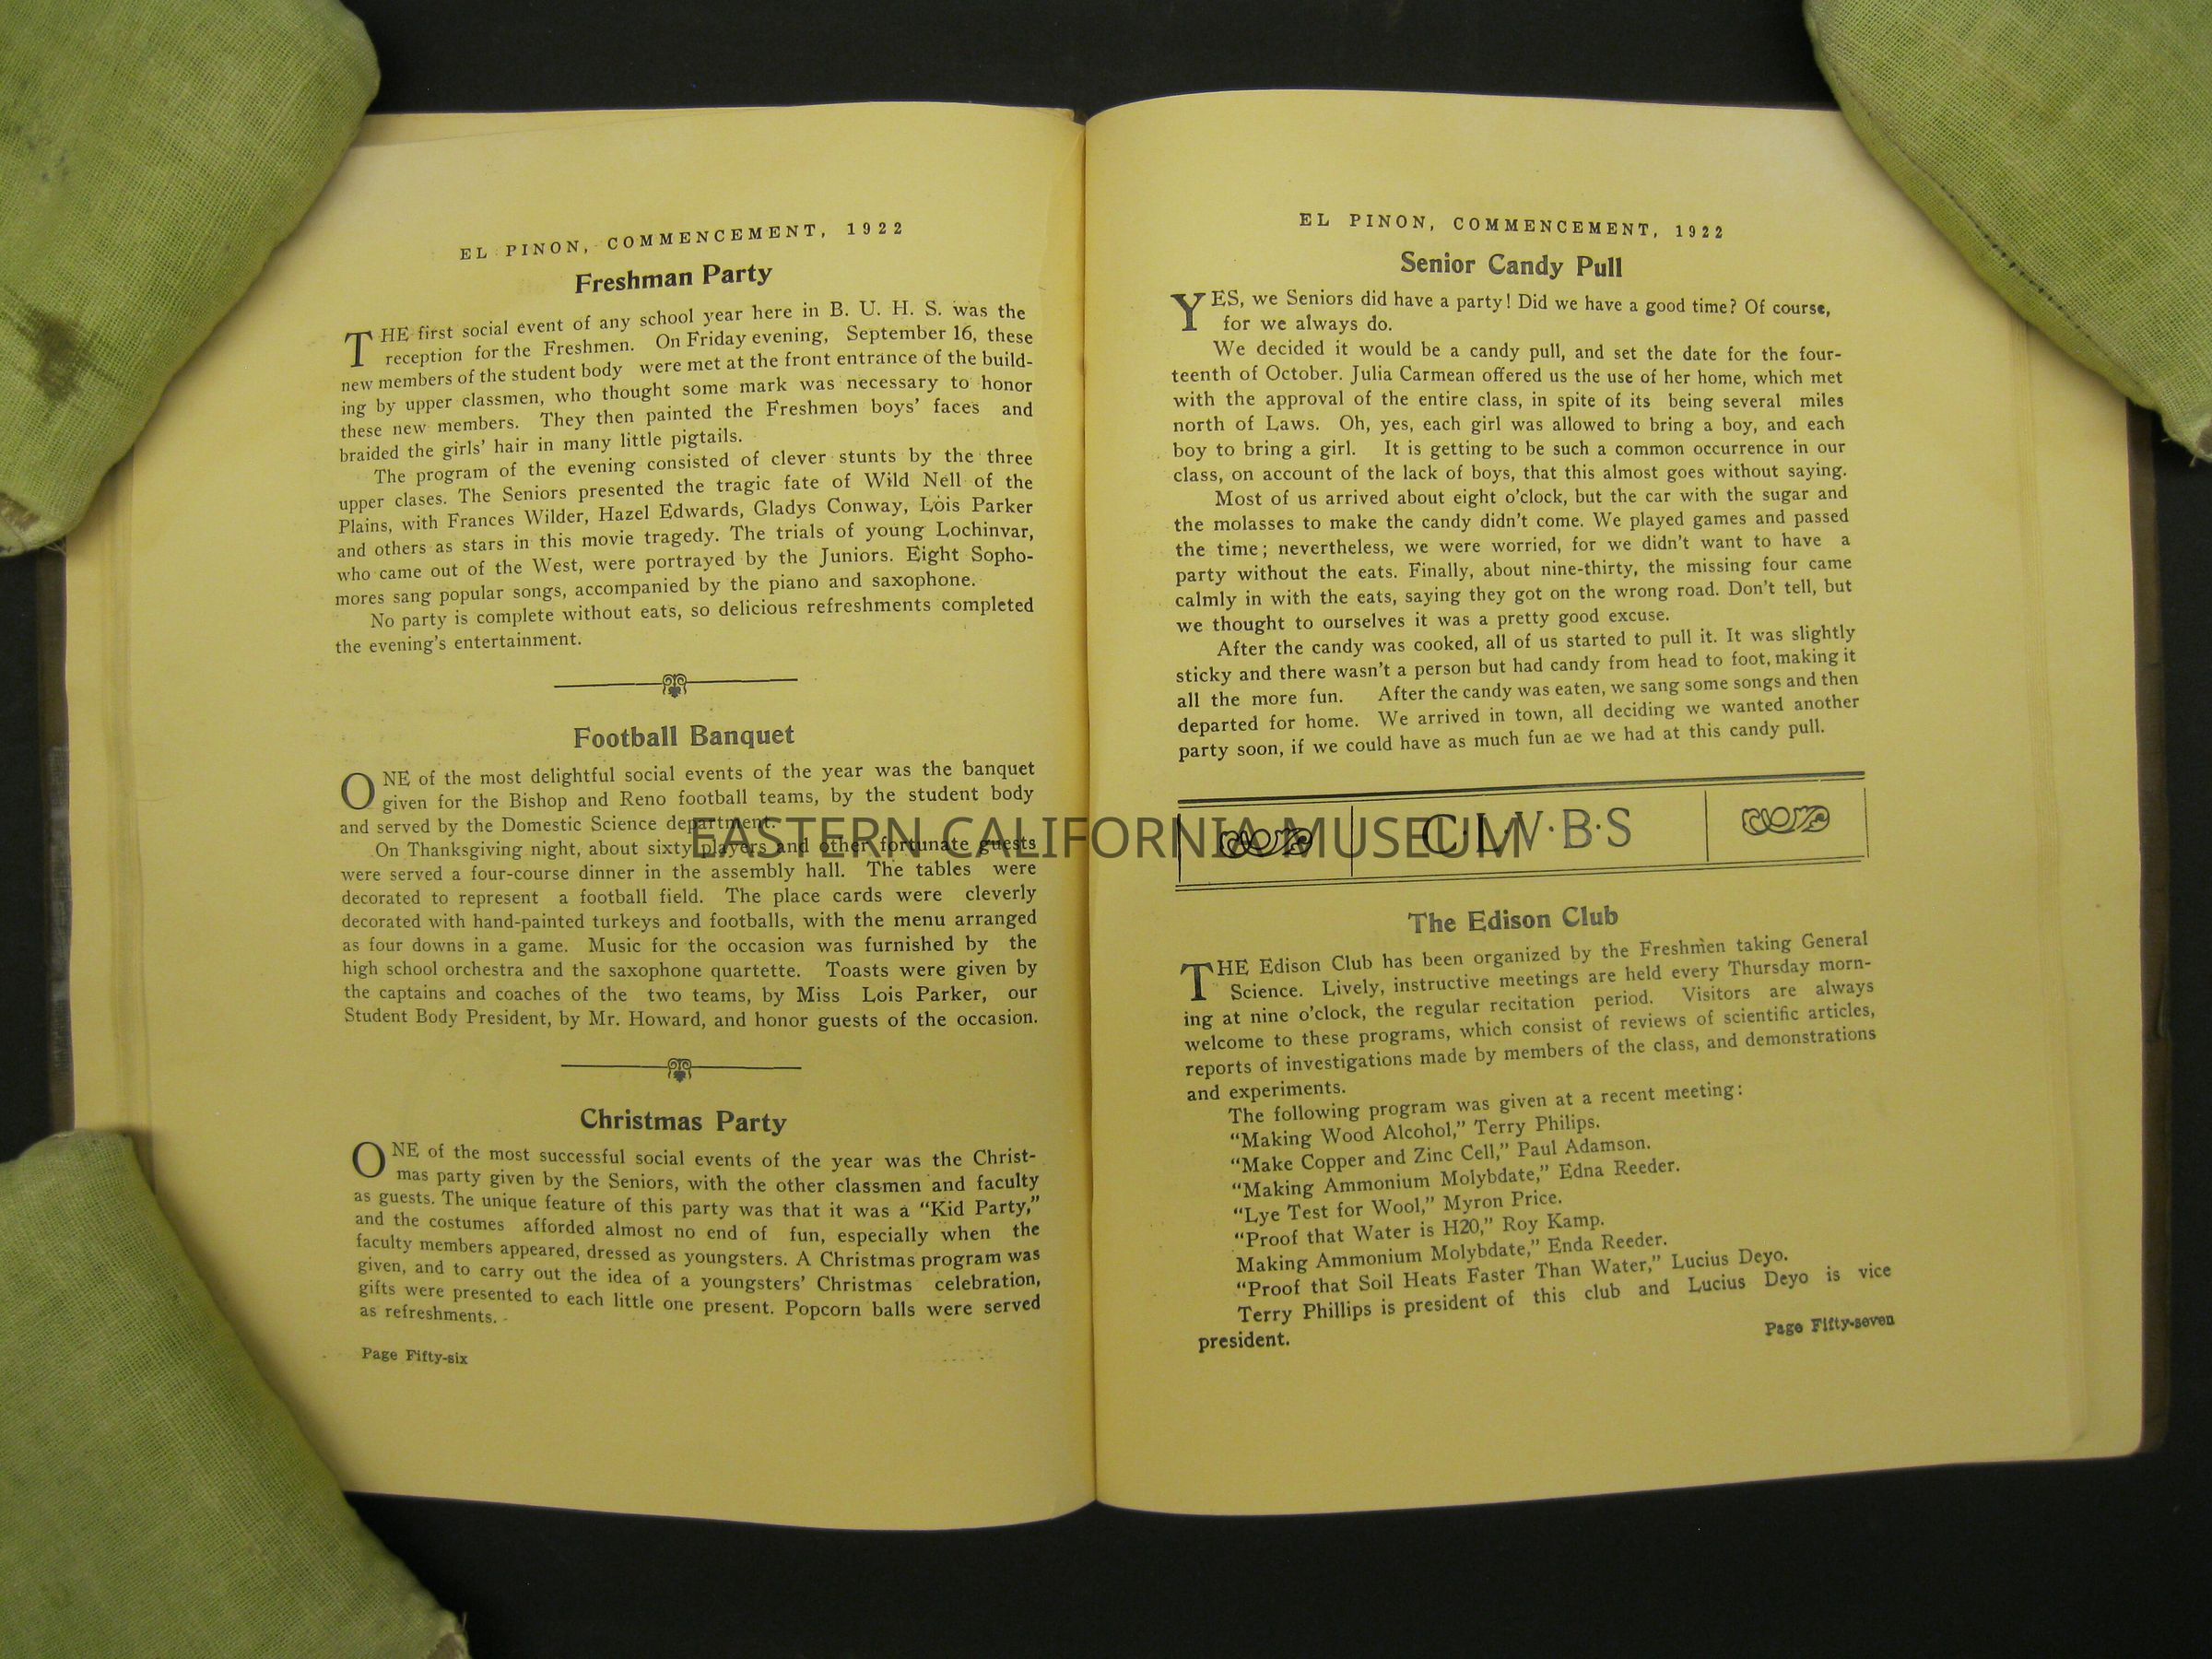 EL PINON, COMMENCEMENT, 1922
Freshman Party
THE first social event of any school year here in B. U. H. S. was the
reception for the Freshmen. On Friday evening, September 16, these
new members of the student body were met at the front entrance of the build-
ing by upper classmen, who thought some mark was necessary to honor
these new members. They then painted the Freshmen boys' faces and
braided the girls' hair in many little pigtails.
The program of the evening consisted of clever stunts by the three
upper clases. The Seniors presented the tragic fate of Wild Nell of the
Plains, with Frances Wilder, Hazel Edwards, Gladys Conway, Lois Parker
and others as stars in this movie tragedy. The trials of young Lochinvar,
who came out of the West, were portrayed by the Juniors. Eight Sopho-
mores sang popular songs, accompanied by the piano and saxophone.
No party is complete without eats, so delicious refreshments completed
the evening's entertainment.
Football Banquet
ONE of the most delightful social events of the year was the banquet
given for the Bishop and Reno football teams, by the student body
and served by the Domestic Science department.
On Thanksgiving night, about sixty players and other fortunate guests
were served a four-course dinner in the assembly hall. The tables were
decorated to represent a football field. The place cards were cleverly
decorated with hand-painted turkeys and footballs, with the menu arranged
as four downs in a game. Music for the occasion was furnished by the
high school orchestra and the saxophone quartette. Toasts were given by
the captains and coaches of the two teams, by Miss Lois Parker, our
Student Body President, by Mr. Howard, and honor guests of the occasion.
Christmas Party
ONE of the most successful social events of the year was the Christ-
mas party given by the Seniors, with the other classmen and faculty
as guests. The unique feature of this party was that it was a "Kid Party,"
and the costumes afforded almost no end of fun, especially when the
faculty members appeared, dressed as youngsters. A Christmas program was
given, and to carry out the idea of a youngsters' Christmas celebration,
gifts were presented to each little one present. Popcorn balls were served
as refreshments.
Page Fifty-six
EL PINON, COMMENCEMENT, 1922
Senior Candy Pull
YES, we Seniors did have a party! Did we have a good time? Of course,
for we always do.
We decided it would be a candy pull, and set the date for the four-
teenth of October. Julia Carmean offered us the use of her home, which met
with the approval of the entire class, in spite of its being several miles
north of Laws. Oh, yes, each girl was allowed to bring a boy, and each
boy to bring a girl. It is getting to be such a common occurrence in our
class, on account of the lack of boys, that this almost goes without saying.
Most of us arrived about eight o'clock, but the car with the sugar and
the molasses to make the candy didn't come. We played games and passed
the time; nevertheless, we were worried, for we didn't want to have a
party without the eats. Finally, about nine-thirty, the missing four came
calmly in with the eats, saying they got on the wrong road. Don't tell, but
we thought to ourselves it was a pretty good excuse.
After the candy was cooked, all of us started to pull it. It was slightly
sticky and there wasn't a person but had candy from head to foot, making it
all the more fun. After the candy was eaten, we sang some songs and then
departed for home. We arrived in town, all deciding we wanted another
party soon, if we could have as much fun ae we had at this candy pull.
C·L·V·B·S
The Edison Club
THE Edison Club has been organized by the Freshmen taking General
Science. Lively, instructive meetings are held every Thursday morn-
ing at nine o'clock, the regular recitation period. Visitors are always
welcome to these programs, which consist of reviews of scientific articles,
reports of investigations made by members of the class, and demonstrations
and experiments.
The following program was given at a recent meeting:
"Making Wood Alcohol," Terry Philips.
"Make Copper and Zinc Cell," Paul Adamson.
"Making Ammonium Molybdate," Edna Reeder.
"Lye Test for Wool," Myron Price.
"Proof that Water is H20," Roy Kamp.
Making Ammonium Molybdate," Enda Reeder.
"Proof that Soil Heats Faster Than Water," Lucius Deyo.
Terry Phillips is president of this club and Lucius Deyo is vice
president.
Page Fifty-seven
EASTERN CALIFORNIA MUSEUM